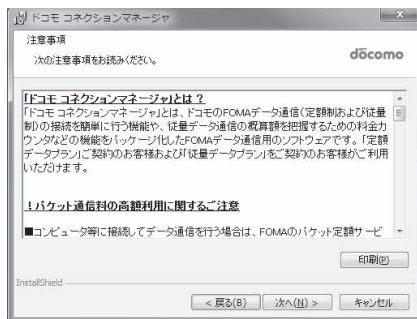 ドコモ コネクションマネージャ
注意事項
次の注意事項をお読みください。
döcomo
「ドコモ コネクションマネージャ」とは?
「ドコモ コネクションマネージャ」とは、ドコモのFOMAデータ通信(定額制および従量
制)の接続を簡単に行う機能や、従量データ通信の概算額を把握するための料金カ
ウンタなどの機能をパッケージ化したFOMAデータ通信用のソフトウェアです。「定額
データプラン」ご契約のお客様および「従量データプラン」をご契約のお客様がご利用
いただけます。
!パケット通信料の高額利用に関するご注意
■コンピュータ等に接続してデータ通信を行う場合は、FOMAのパケット定額サービ
印刷(P)
InstallShield
< 戻る(B)
次へ(N) >
キャンセル